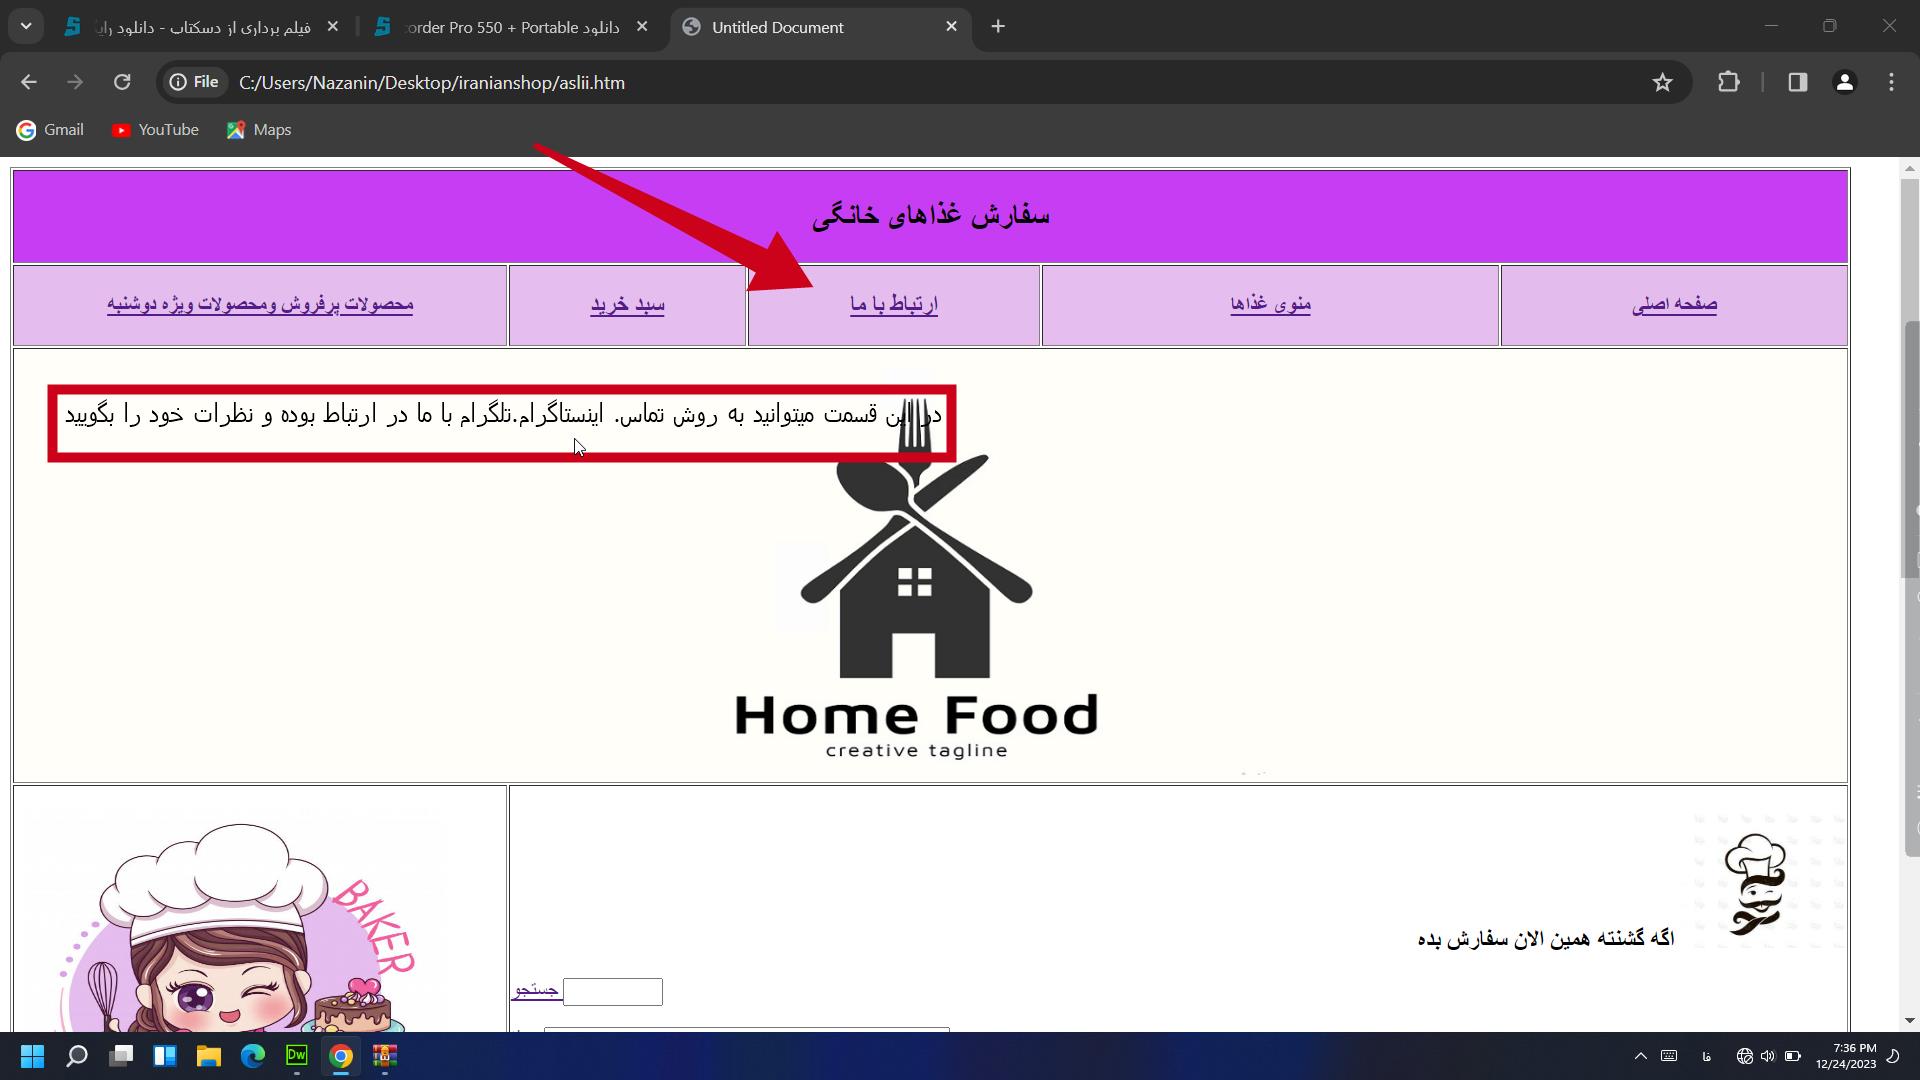 فیلم برداری از دسکتاب - دانلود رای
دانلود order Pro 550 + Portable
Untitled Document
File
C:/Users/Nazanin/Desktop/iranianshop/aslii.htm
Gmail
YouTube
Maps
سفارش غذاهای خانگی
صفحه اصلی
منوی غذاها
ارتباط با ما
سبد خرید
محصولات پرفروش ومحصولات ویژه دوشنبه
در این قسمت میتوانید به روش تماس. اینستاگرام.تلگرام با ما در ارتباط بوده و نظرات خود را بگویید
Home Food
creative tagline
BAKER
اگه گشنته همین الان سفارش بده
جستجو
Dw
فا
7:36 PM
12/24/2023